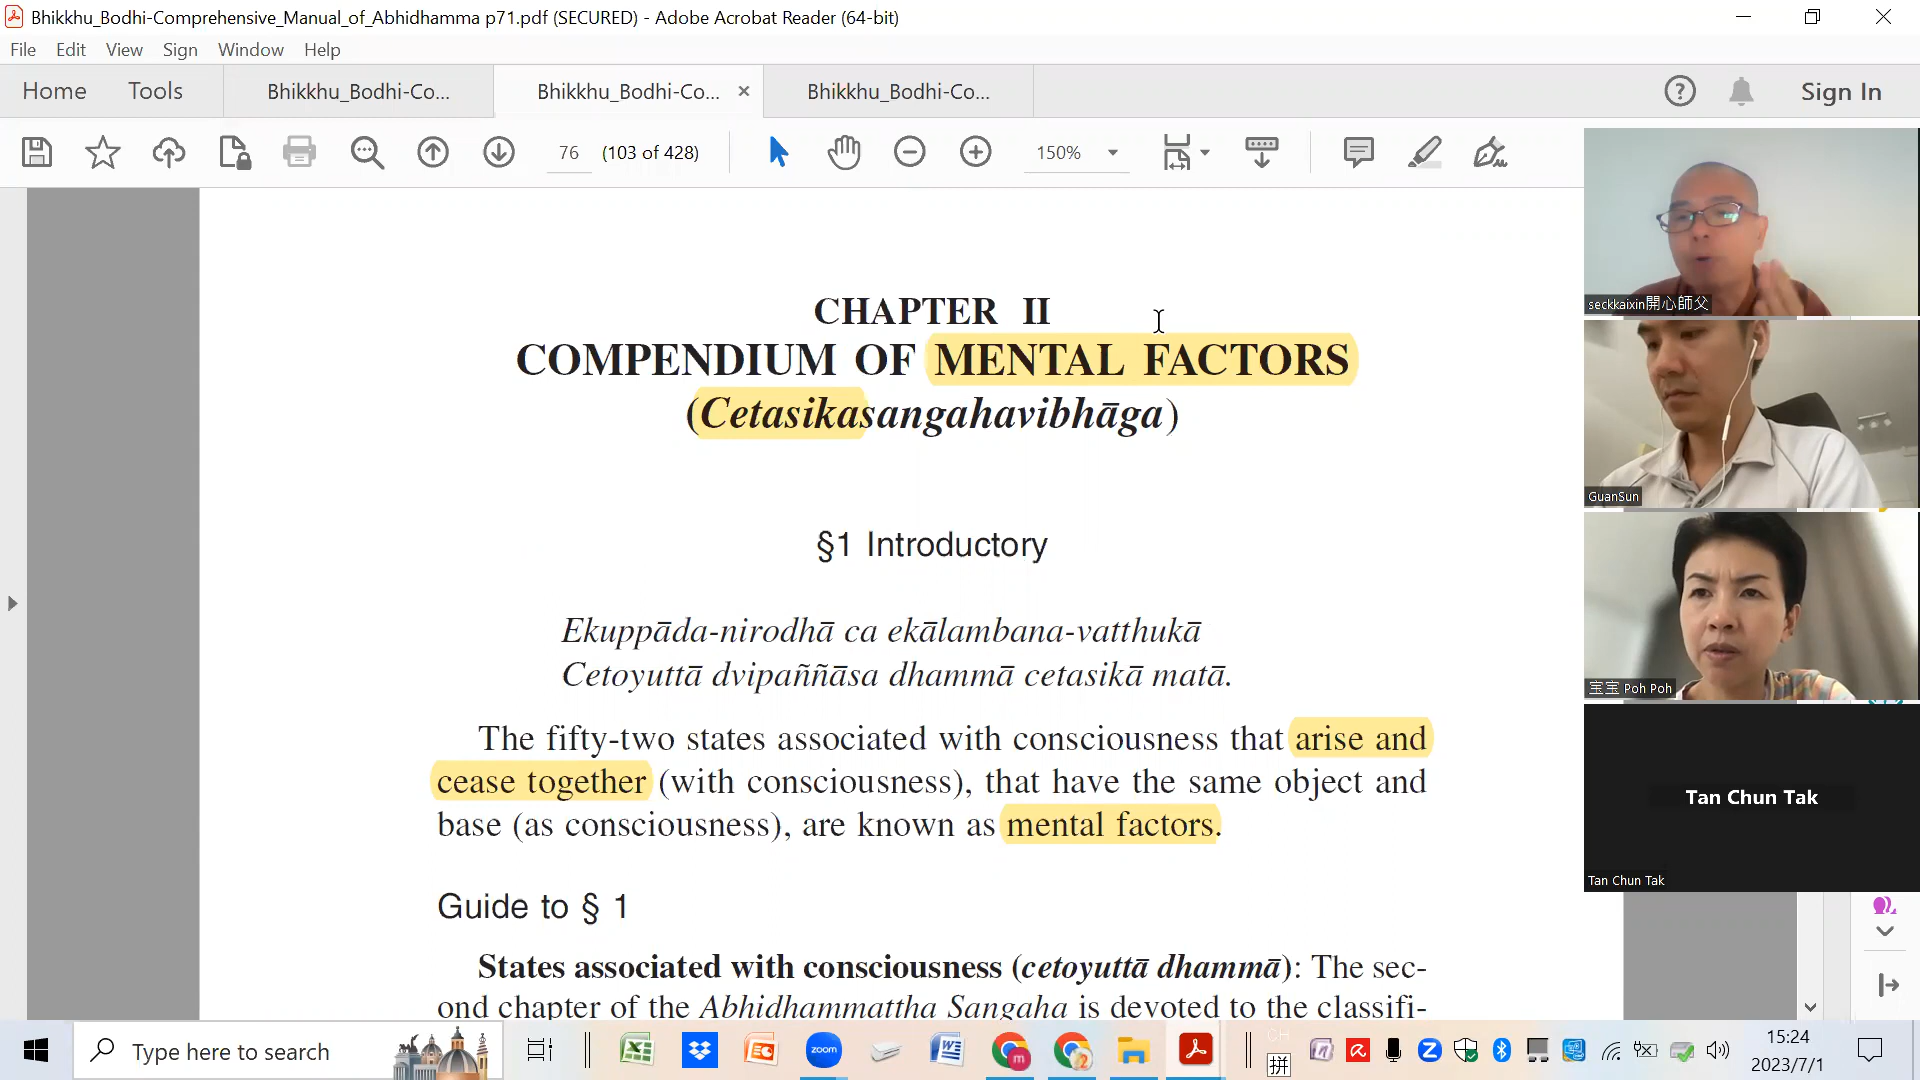 Bhikkhu_Bodhi-Comprehensive_Manual_of_Abhidhamma p71.pdf (SECURED) - Adobe Acrobat Reader (64-bit)
File Edit View Sign Window Help
Home Tools Bhikkhu_Bodhi-Co... Bhikkhu_Bodhi-Co... × Bhikkhu_Bodhi-Co... Sign In
76 (103 of 428) 150%
CHAPTER II
COMPENDIUM OF MENTAL FACTORS
(Cetasikasangahavibhāga)
§1 Introductory
Ekuppāda-nirodhā ca ekālambana-vatthukā
Cetoyuttā dvipaññāsa dhammā cetasikā matā.
The fifty-two states associated with consciousness that arise and
cease together (with consciousness), that have the same object and
base (as consciousness), are known as mental factors.
Guide to § 1
States associated with consciousness (cetoyuttā dhammā): The sec-
ond chapter of the Abhidhammattha Sangaha is devoted to the classifi-
seckkaixin開心師父
GuanSun
宝宝 Poh Poh
Tan Chun Tak
Tan Chun Tak
Type here to search
zoom
CH
拼
15:24
2023/7/1